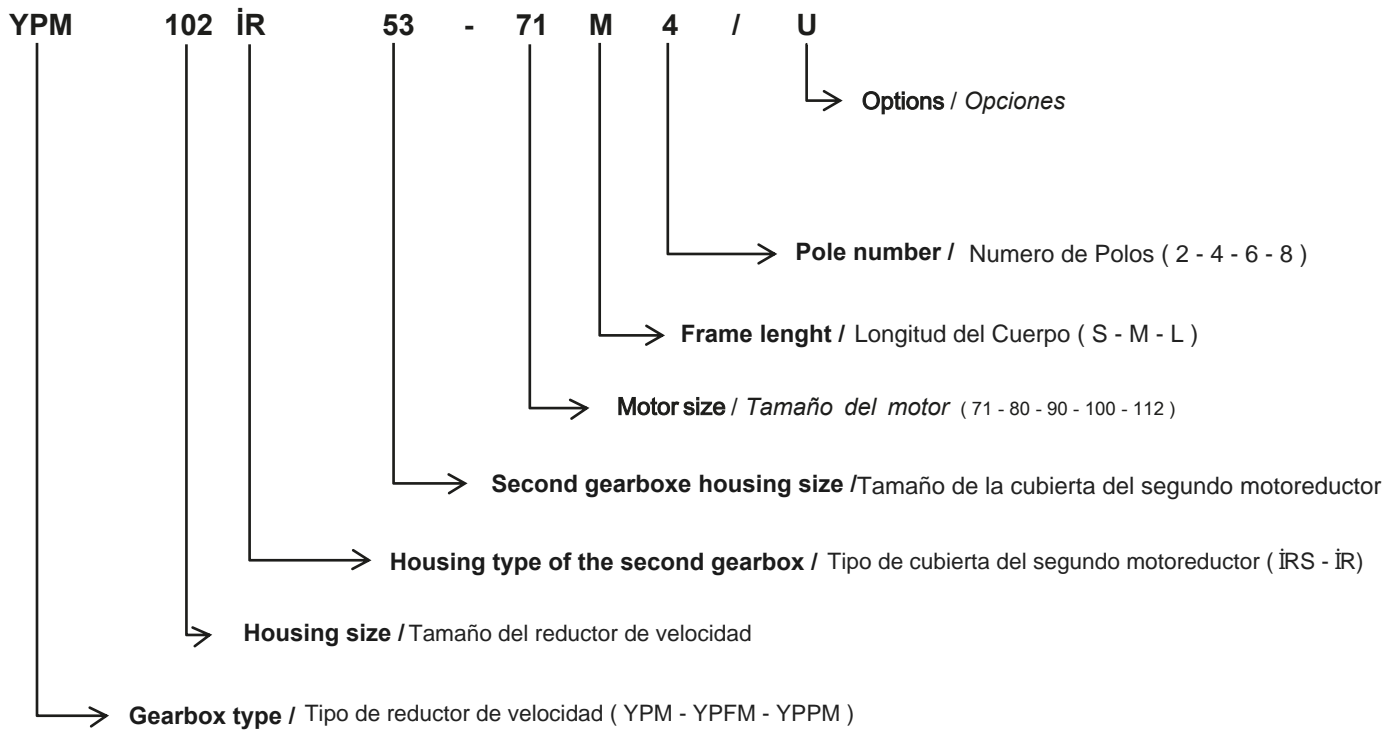 YPM 102 İR 53 - 71 M 4 / U
Options / Opciones
Pole number / Numero de Polos ( 2 - 4 - 6 - 8 )
Frame lenght / Longitud del Cuerpo ( S - M - L )
Motor size / Tamaño del motor ( 71 - 80 - 90 - 100 - 112 )
Second gearboxe housing size /Tamaño de la cubierta del segundo motoreductor
Housing type of the second gearbox / Tipo de cubierta del segundo motoreductor ( İRS - İR)
Housing size / Tamaño del reductor de velocidad
Gearbox type / Tipo de reductor de velocidad ( YPM - YPFM - YPPM )